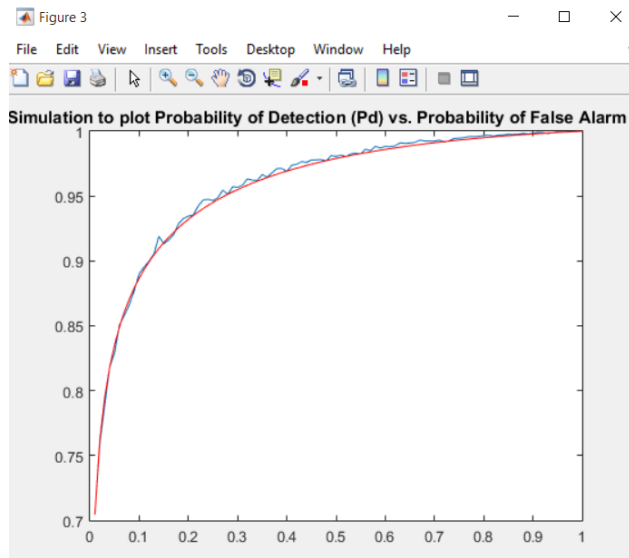 Figure 3
File Edit View Insert Tools Desktop Window Help
Simulation to plot Probability of Detection (Pd) vs. Probability of False Alarm
1
0.95
0.9
0.85
0.8
0.75
0.7
0 0.1 0.2 0.3 0.4 0.5 0.6 0.7 0.8 0.9 1